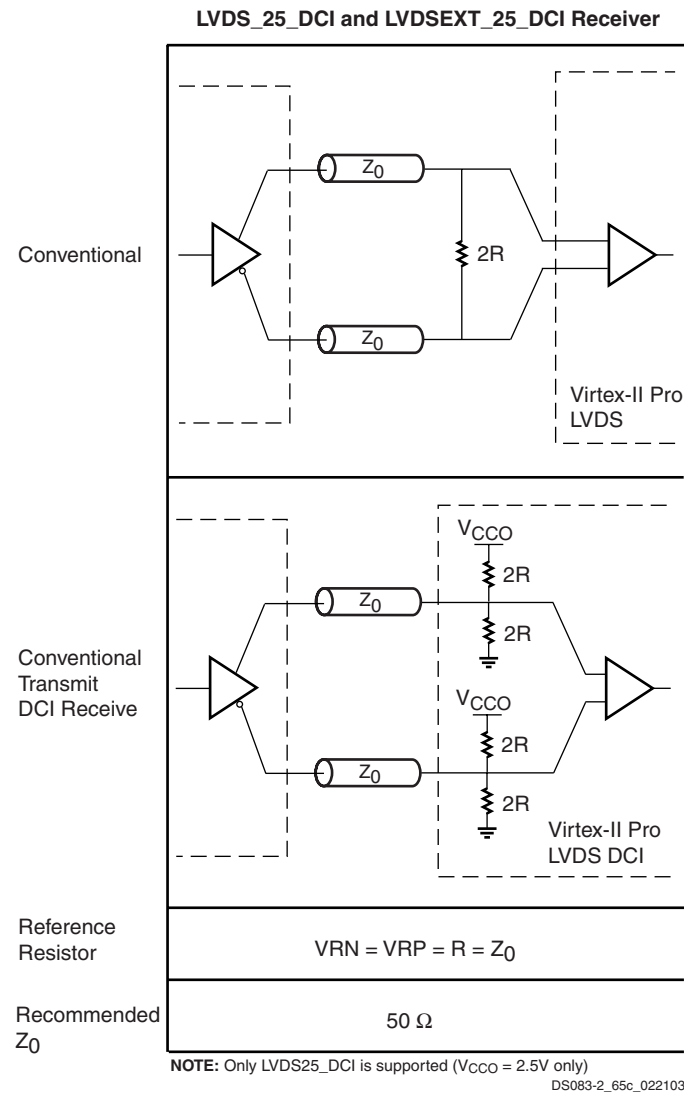 LVDS_25_DCI and LVDSEXT_25_DCI Receiver
Conventional
Z0
2R
Z0
Virtex-II Pro
LVDS
Conventional
Transmit
DCI Receive
VCCO
2R
Z0
2R
VCCO
2R
Z0
2R
Virtex-II Pro
LVDS DCI
Reference
Resistor
VRN = VRP = R = Z0
Recommended
Z0
50 Ω
NOTE: Only LVDS25_DCI is supported (VCCO = 2.5V only)
DS083-2_65c_022103